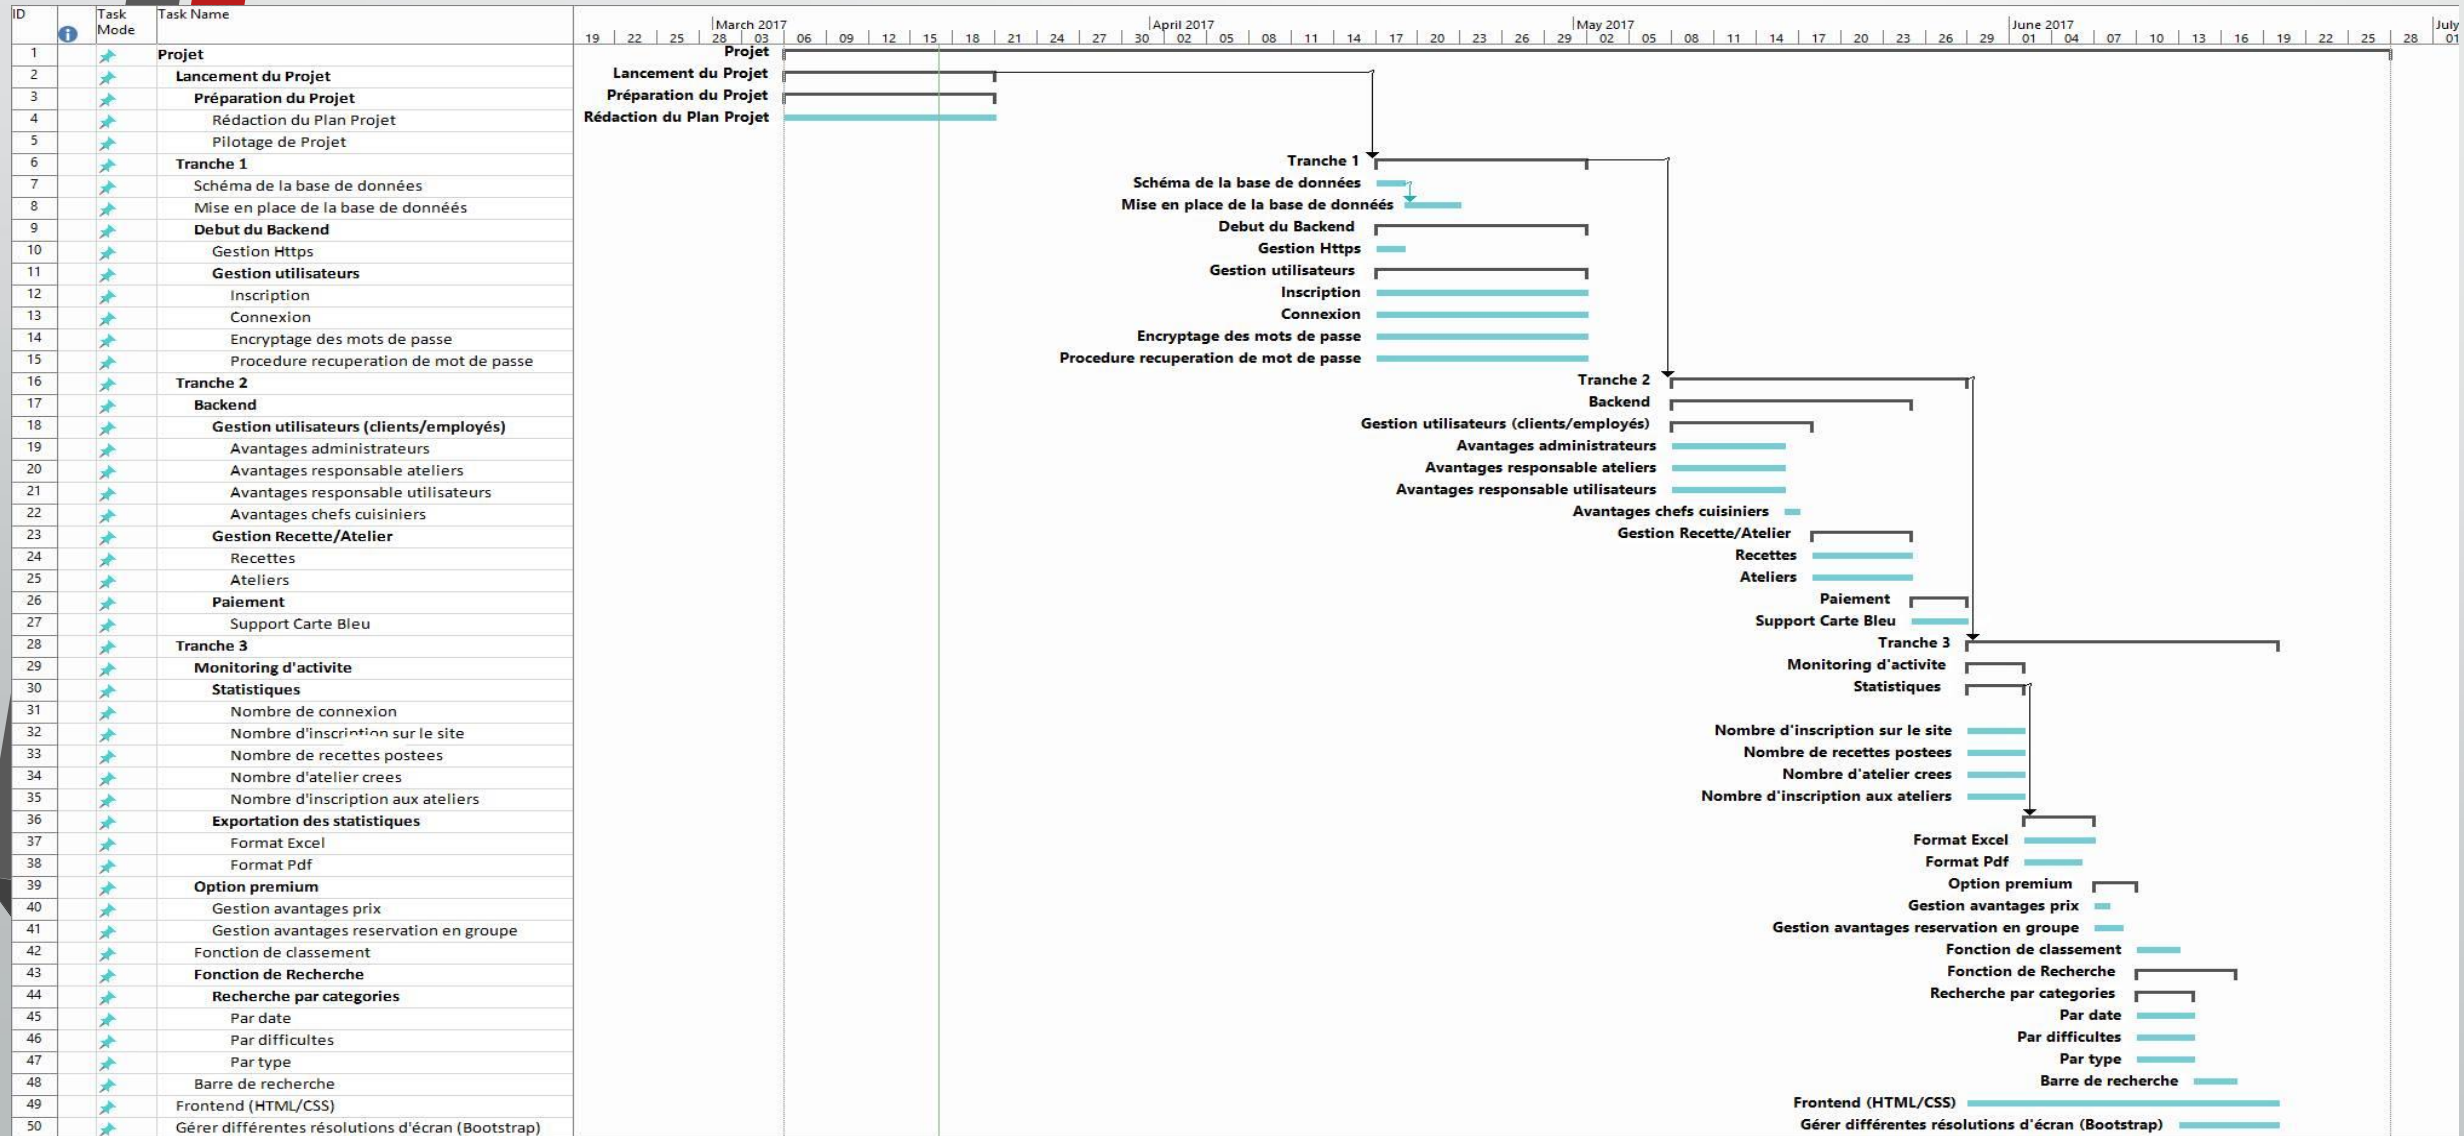 ID Task Mode Task Name
March 2017 April 2017 May 2017 June 2017 July
19 22 25 28 03 06 09 12 15 18 21 24 27 30 02 05 08 11 14 17 20 23 26 29 02 05 08 11 14 17 20 23 26 29 01 04 07 10 13 16 19 22 25 28 01
1 Projet Projet
2 Lancement du Projet Lancement du Projet
3 Préparation du Projet Préparation du Projet
4 Rédaction du Plan Projet Rédaction du Plan Projet
5 Pilotage de Projet
6 Tranche 1 Tranche 1
7 Schéma de la base de données Schéma de la base de données
8 Mise en place de la base de donnéés Mise en place de la base de donnéés
9 Debut du Backend Debut du Backend
10 Gestion Https Gestion Https
11 Gestion utilisateurs Gestion utilisateurs
12 Inscription Inscription
13 Connexion Connexion
14 Encryptage des mots de passe Encryptage des mots de passe
15 Procedure recuperation de mot de passe Procedure recuperation de mot de passe
16 Tranche 2 Tranche 2
17 Backend Backend
18 Gestion utilisateurs (clients/employés) Gestion utilisateurs (clients/employés)
19 Avantages administrateurs Avantages administrateurs
20 Avantages responsable ateliers Avantages responsable ateliers
21 Avantages responsable utilisateurs Avantages responsable utilisateurs
22 Avantages chefs cuisiniers Avantages chefs cuisiniers
23 Gestion Recette/Atelier Gestion Recette/Atelier
24 Recettes Recettes
25 Ateliers Ateliers
26 Paiement Paiement
27 Support Carte Bleu Support Carte Bleu
28 Tranche 3 Tranche 3
29 Monitoring d'activite Monitoring d'activite
30 Statistiques Statistiques
31 Nombre de connexion
32 Nombre d'inscription sur le site Nombre d'inscription sur le site
33 Nombre de recettes postees Nombre de recettes postees
34 Nombre d'atelier crees Nombre d'atelier crees
35 Nombre d'inscription aux ateliers Nombre d'inscription aux ateliers
36 Exportation des statistiques
37 Format Excel Format Excel
38 Format Pdf Format Pdf
39 Option premium Option premium
40 Gestion avantages prix Gestion avantages prix
41 Gestion avantages reservation en groupe Gestion avantages reservation en groupe
42 Fonction de classement Fonction de classement
43 Fonction de Recherche Fonction de Recherche
44 Recherche par categories Recherche par categories
45 Par date Par date
46 Par difficultes Par difficultes
47 Par type Par type
48 Barre de recherche Barre de recherche
49 Frontend (HTML/CSS) Frontend (HTML/CSS)
50 Gérer différentes résolutions d'écran (Bootstrap) Gérer différentes résolutions d'écran (Bootstrap)